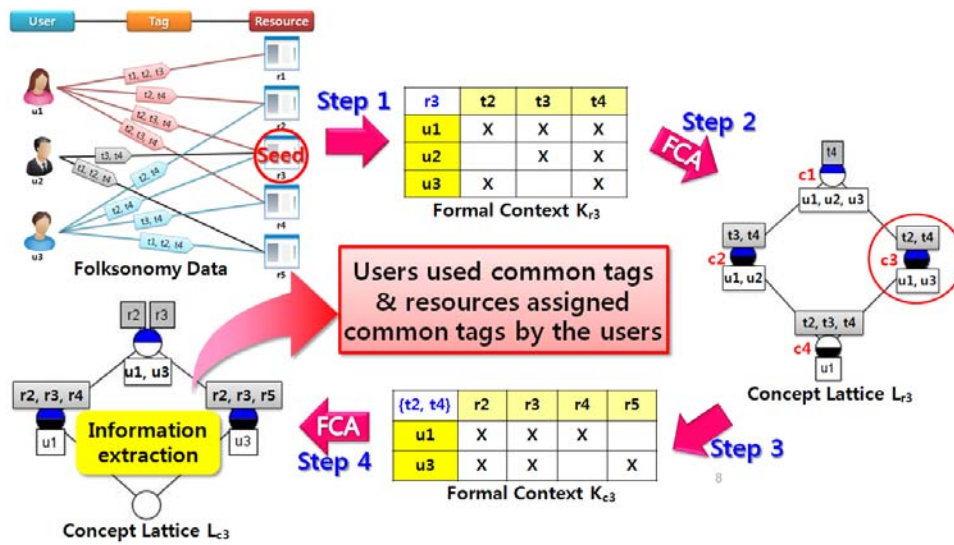 User Tag Resource
t1, t2, t3
r1
t2, t4
u1
t2, t3, t4
t2, t3, t4
r2
Seed
r3
t3, t4
t1, t2, t4
u2
t2, t4
t2, t4
t3, t4
t1, t2, t4
r4
u3
r5
Folksonomy Data
Step 1
r3 t2 t3 t4
u1 X X X
u2 X X
u3 X X
Formal Context Kr3
Step 2
FCA
t4
c1
u1, u2, u3
t3, t4
c2
u1, u2
t2, t4
c3
u1, u3
t2, t3, t4
c4
u1
Concept Lattice Lr3
Users used common tags
& resources assigned
common tags by the users
Step 3
{t2, t4} r2 r3 r4 r5
u1 X X X
u3 X X X
Formal Context Kc3
8
FCA
Step 4
r2 r3
u1, u3
r2, r3, r4
u1
r2, r3, r5
u3
Information
extraction
Concept Lattice Lc3